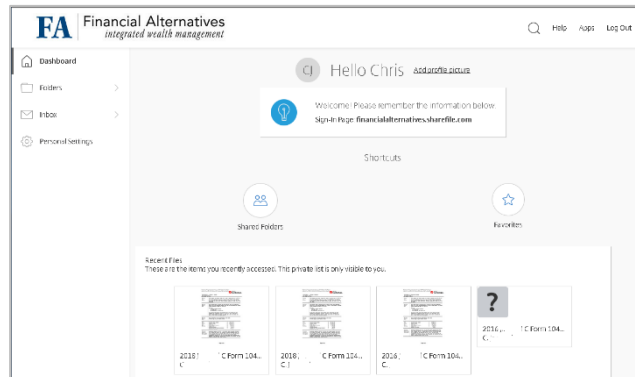 FA Financial Alternatives
integrated wealth management
Help Apps Log Out
Dashboard
Folders
Inbox
Personal Settings
CJ Hello Chris Add profile picture
Welcome! Please remember the information below.
Sign-In Page: financialalternatives.sharefile.com
Shortcuts
Shared Folders
Favorites
Recent Files
These are the items you recently accessed. This private list is only visible to you.
?
2018 C Form 104...
2018 C Form 104...
2016 C Form 104...
2016 C Form 104...